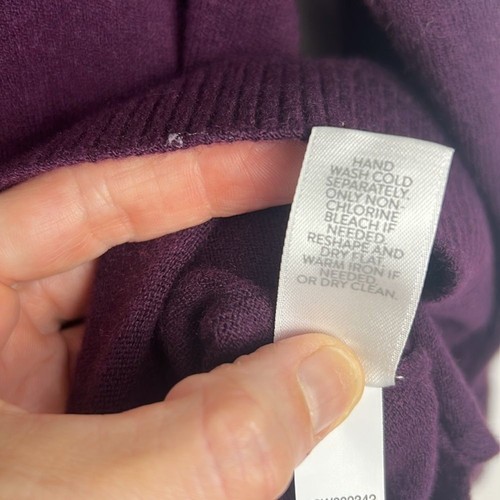 HAND
WASH COLD
SEPARATELY.
ONLY NON-
CHLORINE
BLEACH IF
NEEDED.
RESHAPE AND
DRY FLAT.
WARM IRON IF
NEEDED
OR DRY CLEAN.